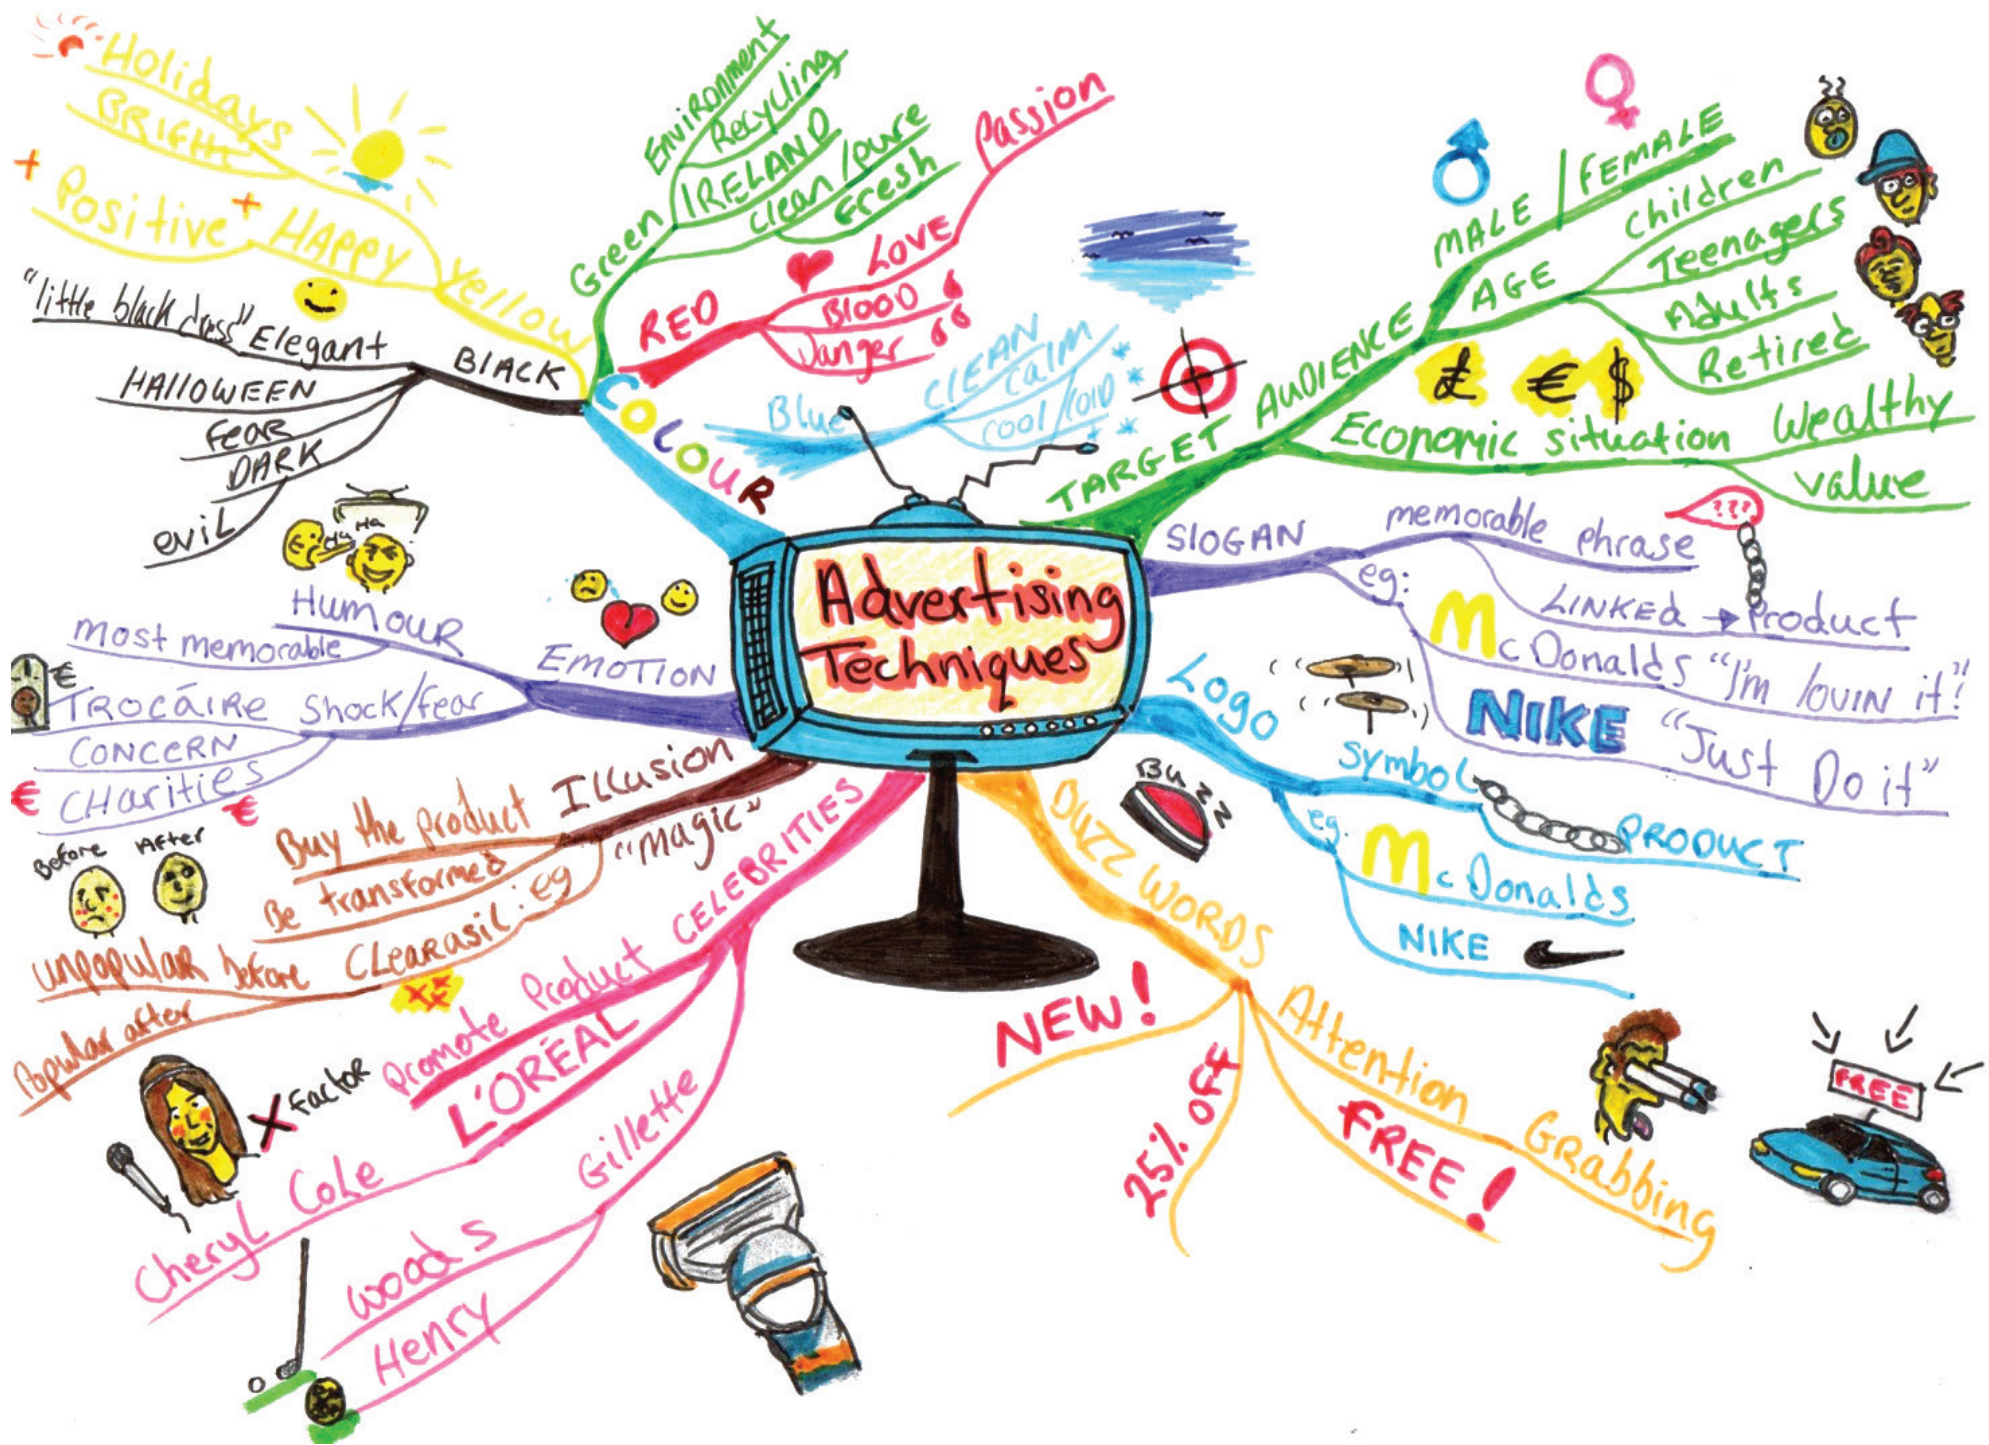 Advertising
Techniques
COLOUR
Yellow
Holidays
BRIGHT
+ Positive + HAPPY
BLACK
"little black dress" Elegant
HALLOWEEN
Fear
DARK
evil
Green
Environment
Recycling
IRELAND
clean/pure
Fresh
RED
LOVE
Passion
Blood
Danger
Blue
CLEAN
calm
cool/cold
TARGET AUDIENCE
MALE / FEMALE
AGE
children
Teenagers
Adults
Retired
£ € $
Economic situation
Wealthy
value
SLOGAN
memorable phrase
???
LINKEd → Product
eg:
McDonalds "I'm lovin it"!
NIKE "Just Do it"
LOGO
Symbol
PRODUCT
eg.
McDonalds
NIKE
BUZZ WORDS
BUZZ
Attention Grabbing
FREE!
25% off
NEW!
FREE
CELEBRITIES
Promote Product
L'ORÉAL
Cheryl Cole
X Factor
Gillette
Woods
Henry
Illusion
"magic"
Buy the product
Be transformed
CLearasil: eg
unpopular before
Popular after
Before
After
EMOTION
Humour
most memorable
Ha
Ha
Shock/fear
TROCÁIRE
CONCERN
CHarities
€
€
€